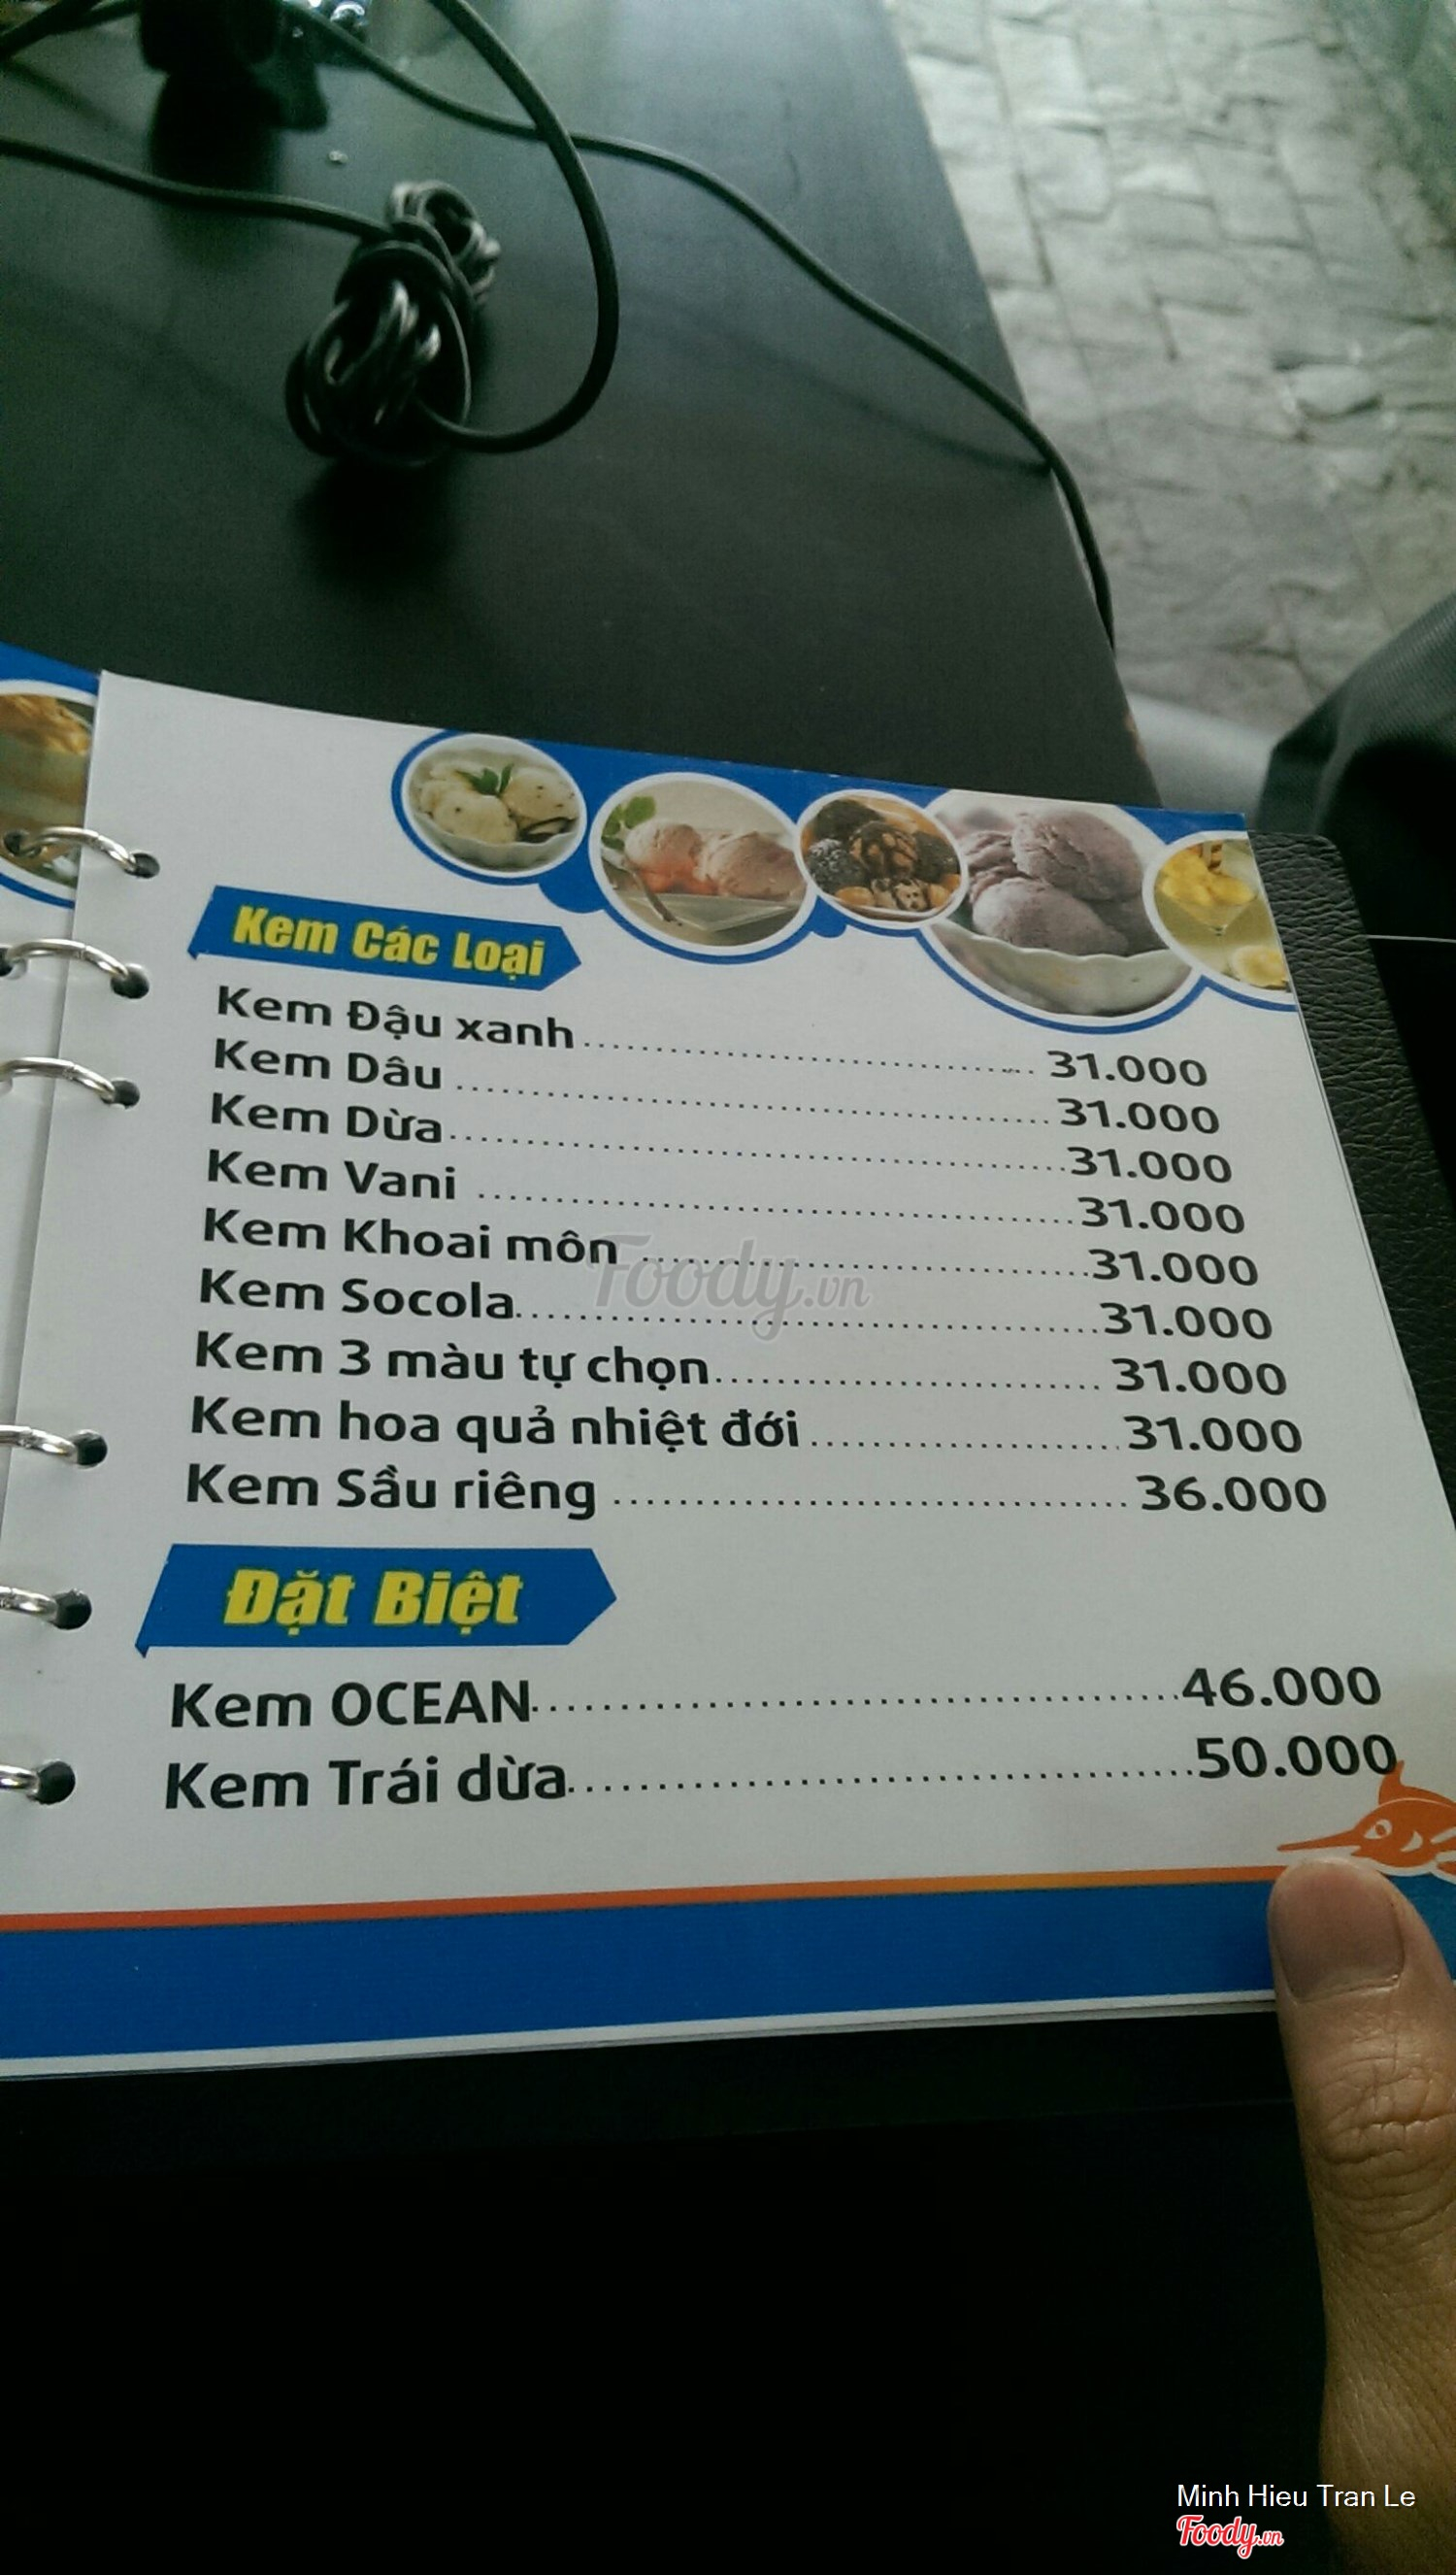 Kem Các Loại
Kem Đậu xanh 31.000
Kem Dâu 31.000
Kem Dừa 31.000
Kem Vani 31.000
Kem Khoai môn 31.000
Kem Socola 31.000
Kem 3 màu tự chọn 31.000
Kem hoa quả nhiệt đới 31.000
Kem Sầu riêng 36.000
Đặt Biệt
Kem OCEAN 46.000
Kem Trái dừa 50.000
Foody.vn
Minh Hieu Tran Le
Foody.vn